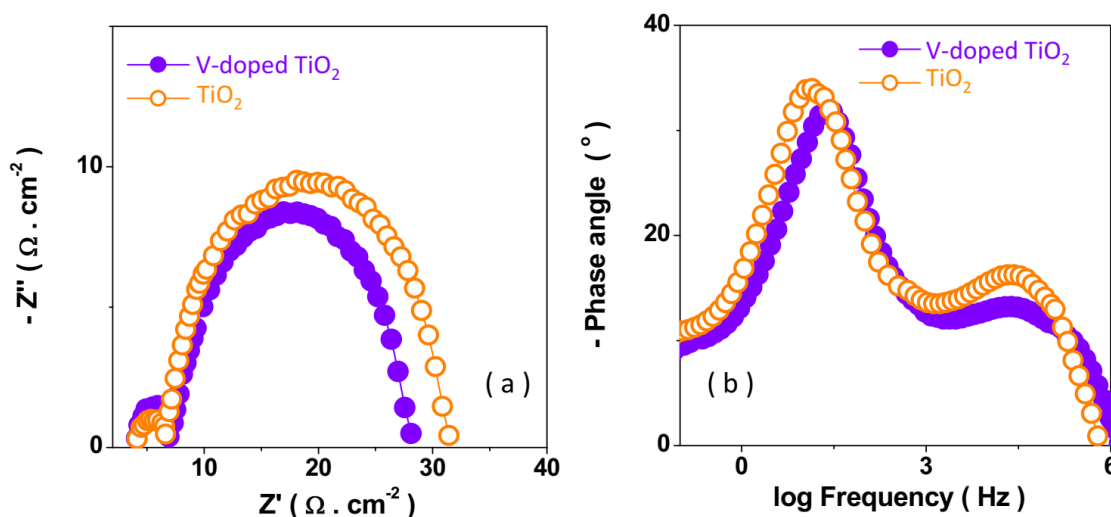 15
10
0
- Z" ( Ω . cm⁻² )
V-doped TiO₂
TiO₂
( a )
10 20 30 40
Z' ( Ω . cm⁻² )
40
20
0
- Phase angle ( ° )
V-doped TiO₂
TiO₂
( b )
0 3 6
log Frequency ( Hz )